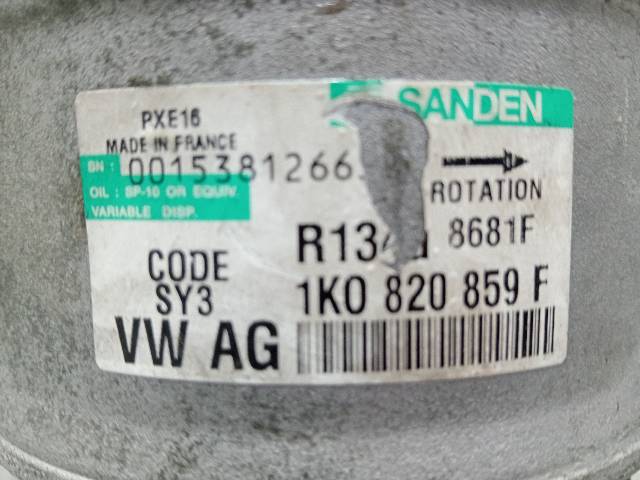 SANDEN
PXE16
MADE IN FRANCE
SN: 0015381266
OIL: SP-10 OR EQUIV.
ROTATION
VARIABLE DISP.
R134a 8681F
CODE
SY3
1K0 820 859 F
VW AG